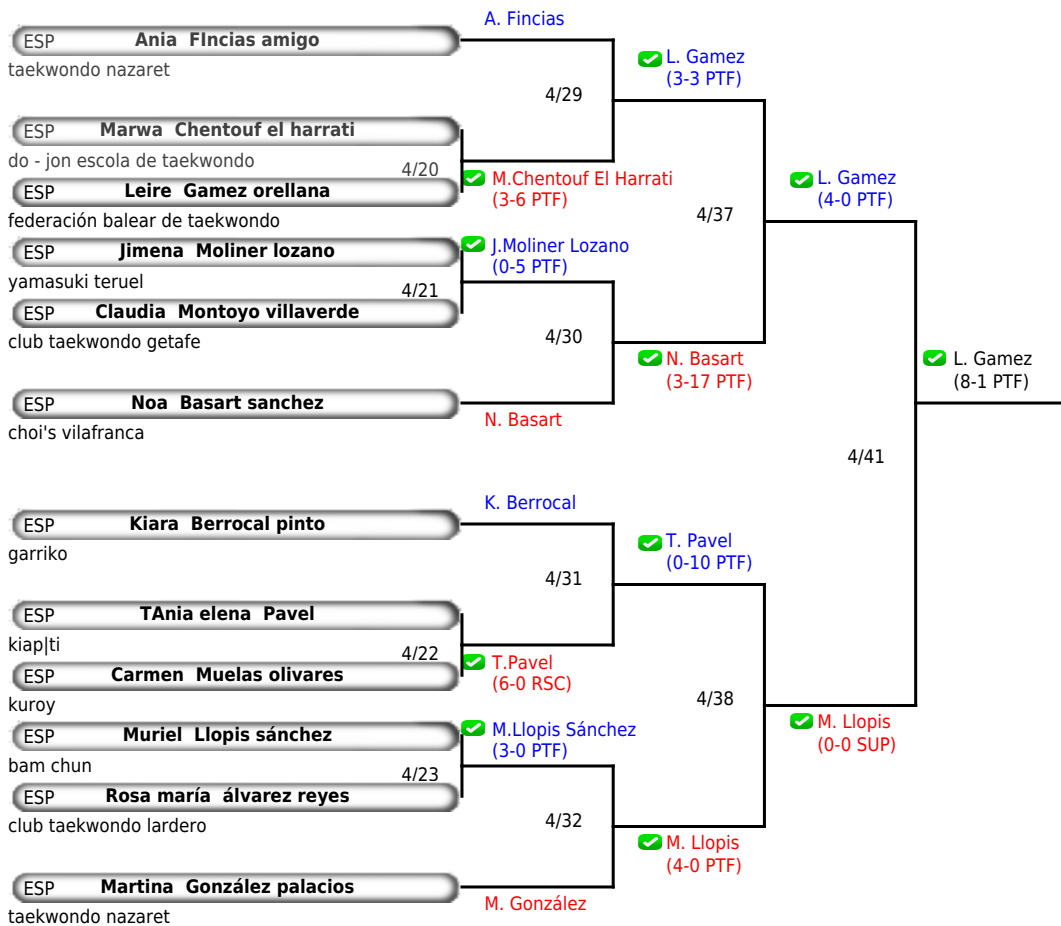 A. Fincias
ESP Ania FIncias amigo
taekwondo nazaret
L. Gamez
(3-3 PTF)
4/29
ESP Marwa Chentouf el harrati
do - jon escola de taekwondo
4/20
M.Chentouf El Harrati
(3-6 PTF)
ESP Leire Gamez orellana
federación balear de taekwondo
L. Gamez
(4-0 PTF)
4/37
ESP Jimena Moliner lozano
yamasuki teruel
J.Moliner Lozano
(0-5 PTF)
4/21
ESP Claudia Montoyo villaverde
club taekwondo getafe
4/30
N. Basart
(3-17 PTF)
L. Gamez
(8-1 PTF)
ESP Noa Basart sanchez
choi's vilafranca
N. Basart
4/41
K. Berrocal
ESP Kiara Berrocal pinto
garriko
T. Pavel
(0-10 PTF)
4/31
ESP TAnia elena Pavel
kiap|ti
4/22
T.Pavel
(6-0 RSC)
ESP Carmen Muelas olivares
kuroy
4/38
M. Llopis
(0-0 SUP)
ESP Muriel Llopis sánchez
bam chun
M.Llopis Sánchez
(3-0 PTF)
4/23
ESP Rosa maría álvarez reyes
club taekwondo lardero
4/32
M. Llopis
(4-0 PTF)
ESP Martina González palacios
taekwondo nazaret
M. González